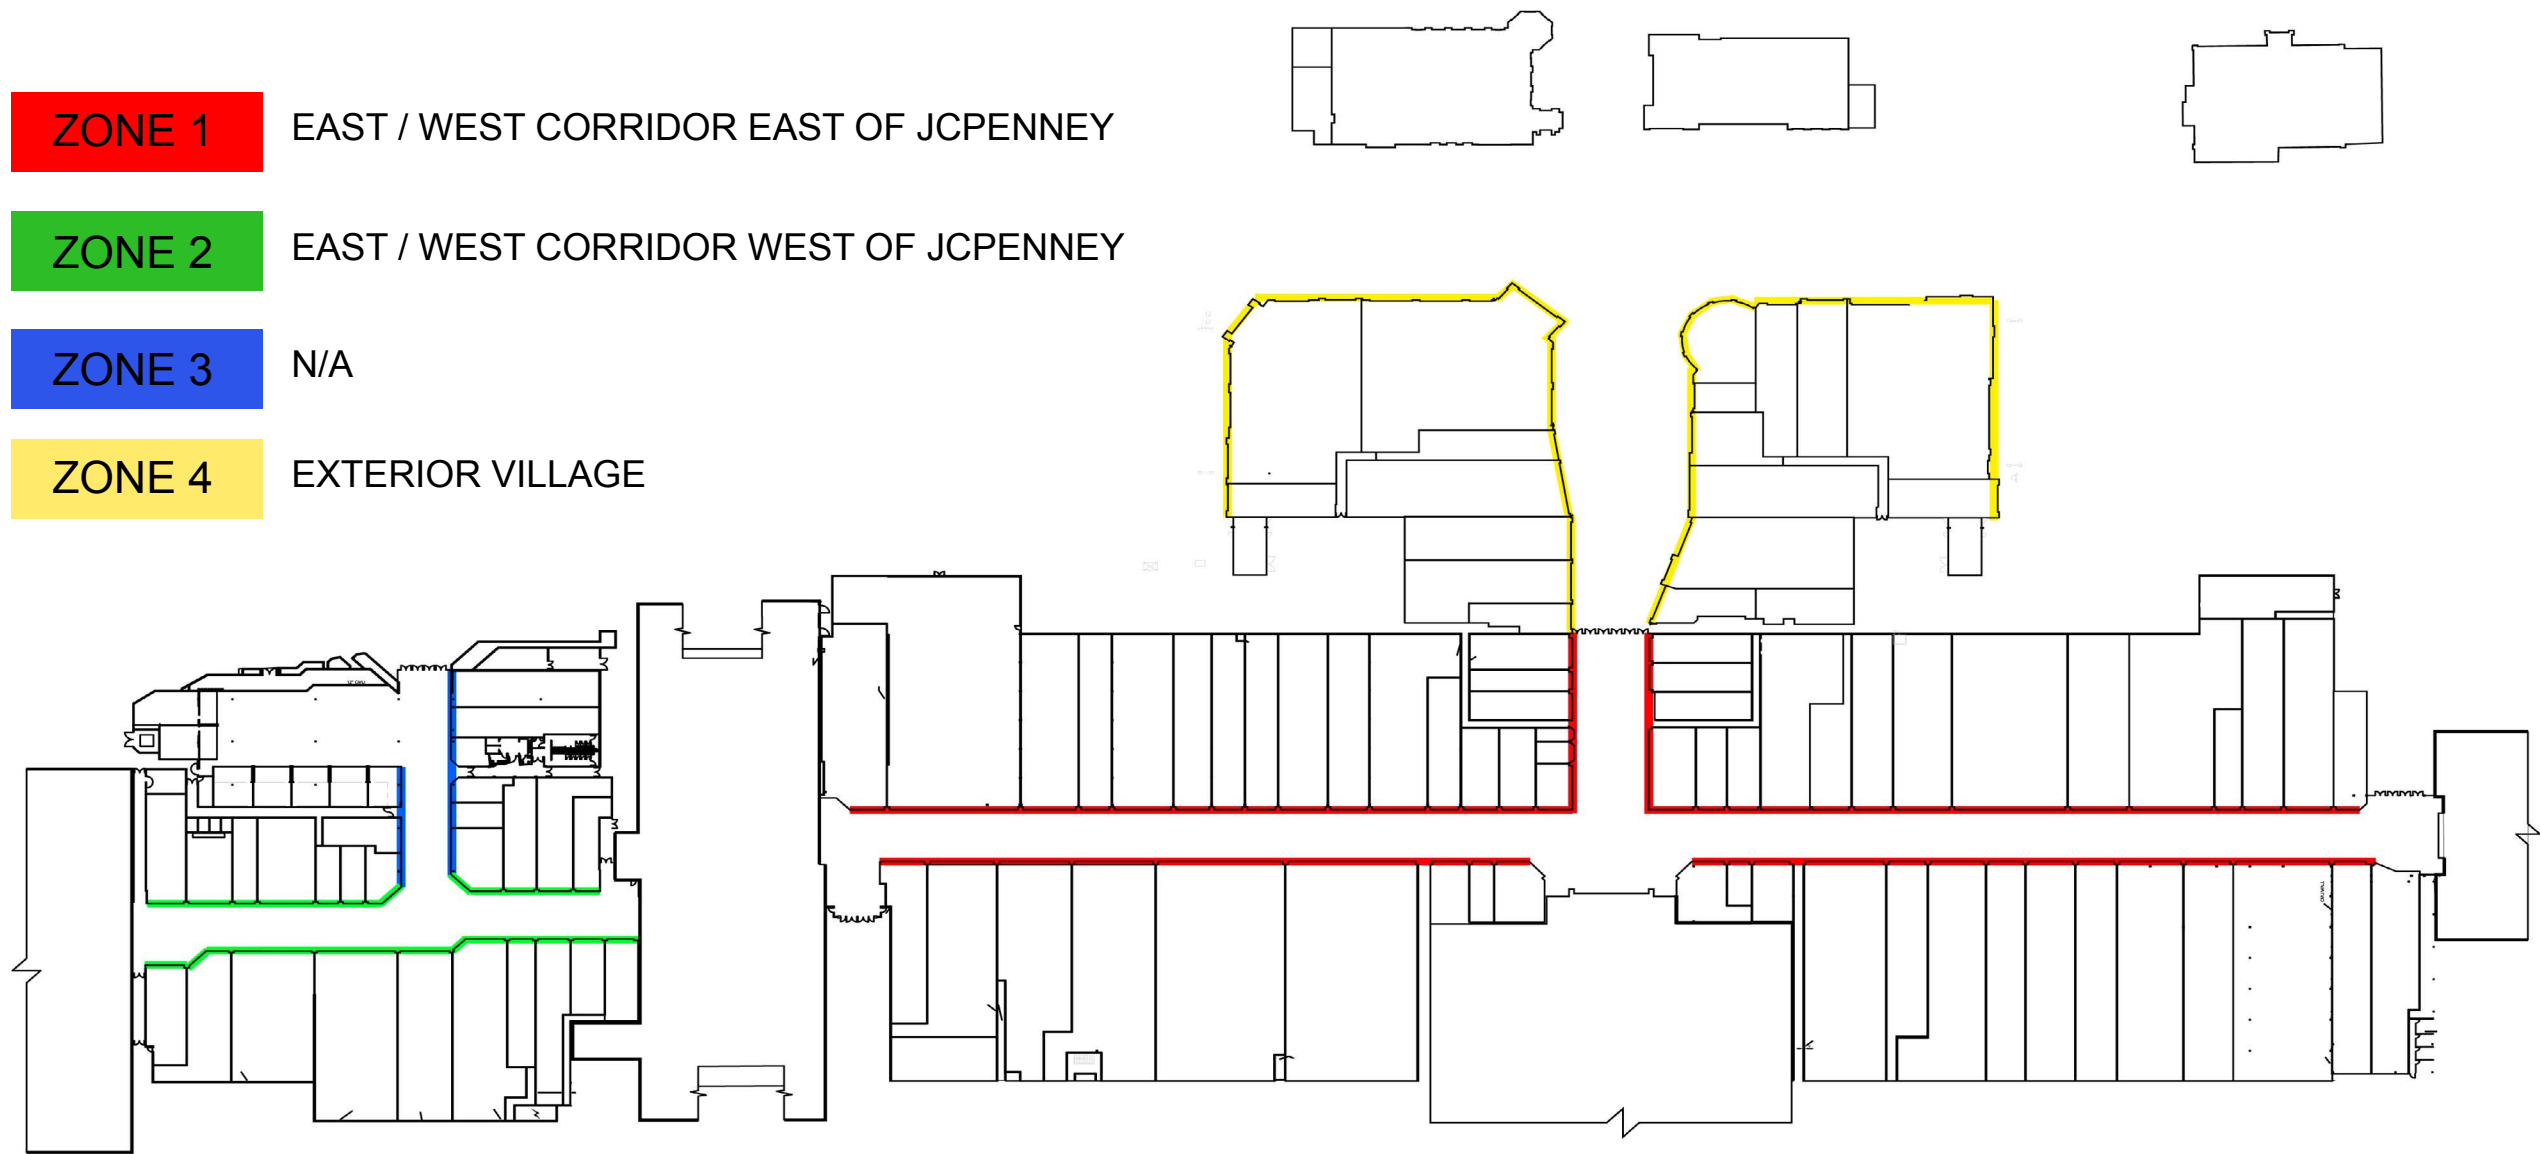 ZONE 1
EAST / WEST CORRIDOR EAST OF JCPENNEY
ZONE 2
EAST / WEST CORRIDOR WEST OF JCPENNEY
ZONE 3
N/A
ZONE 4
EXTERIOR VILLAGE